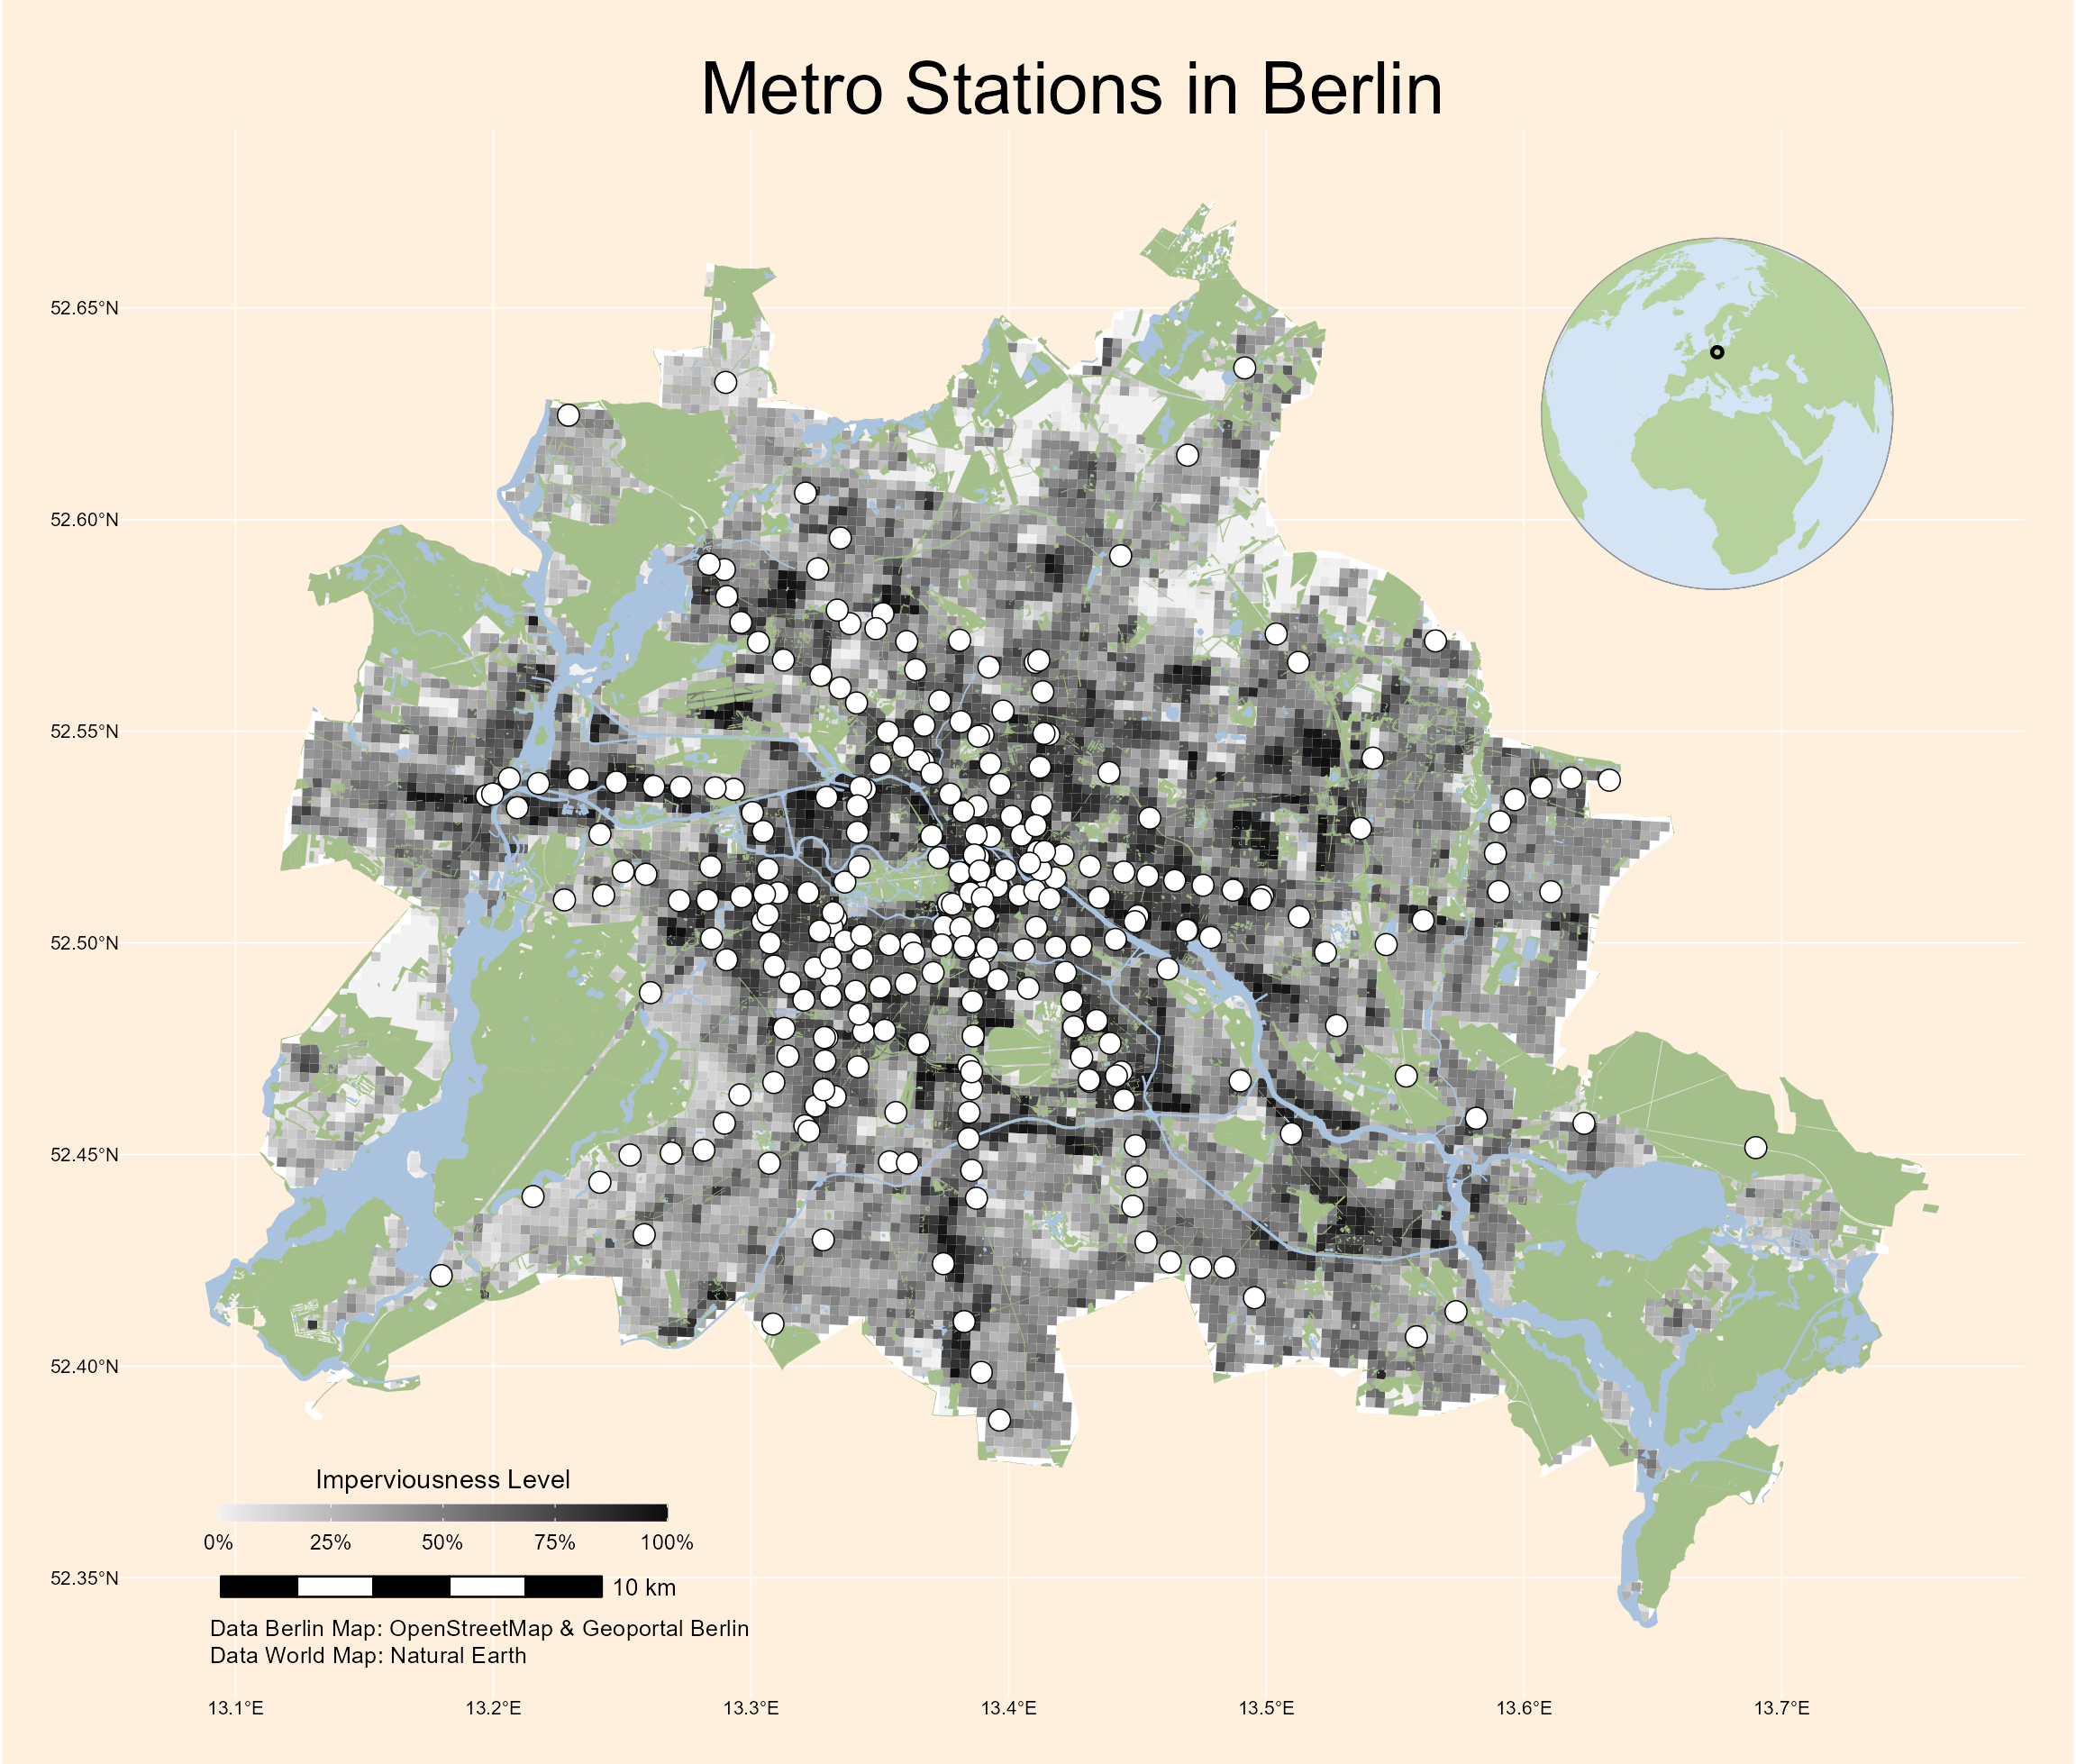 Metro Stations in Berlin
52.65°N
52.60°N
52.55°N
52.50°N
52.45°N
52.40°N
52.35°N
Imperviousness Level
0% 25% 50% 75% 100%
10 km
Data Berlin Map: OpenStreetMap & Geoportal Berlin
Data World Map: Natural Earth
13.1°E 13.2°E 13.3°E 13.4°E 13.5°E 13.6°E 13.7°E